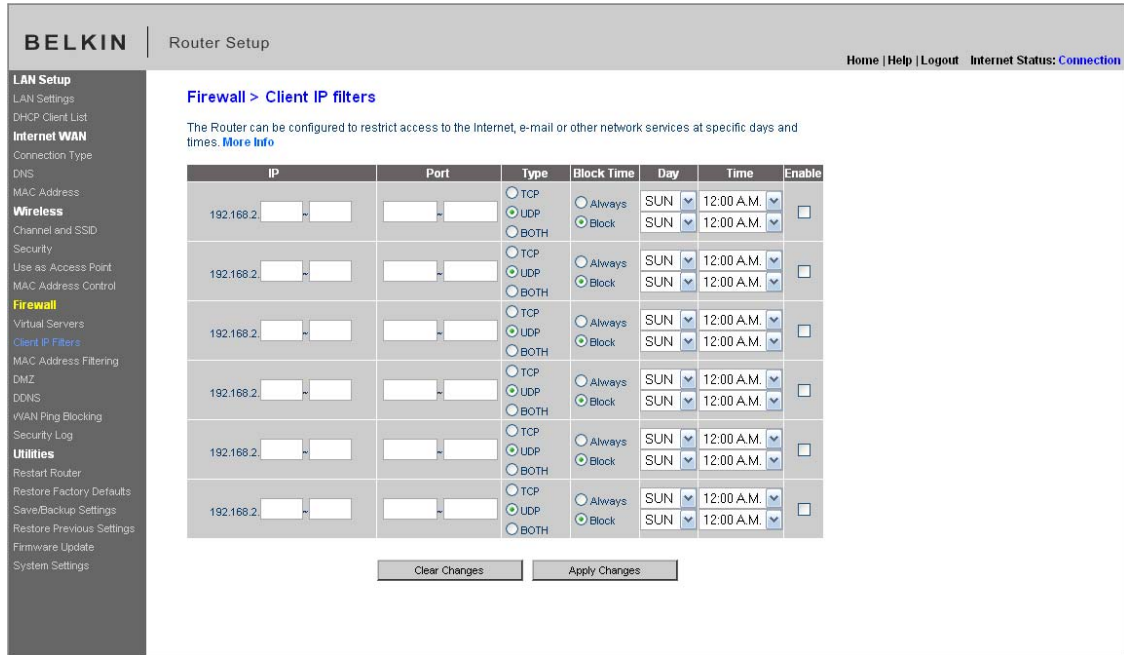 BELKIN
Router Setup
Home | Help | Logout Internet Status: Connection
LAN Setup
LAN Settings
DHCP Client List
Internet WAN
Connection Type
DNS
MAC Address
Wireless
Channel and SSID
Security
Use as Access Point
MAC Address Control
Firewall
Virtual Servers
Client IP Filters
MAC Address Filtering
DMZ
DDNS
WAN Ping Blocking
Security Log
Utilities
Restart Router
Restore Factory Defaults
Save/Backup Settings
Restore Previous Settings
Firmware Update
System Settings
Firewall > Client IP filters
The Router can be configured to restrict access to the Internet, e-mail or other network services at specific days and
times. More Info
IP Port Type Block Time Day Time Enable
192.168.2. ~ ~
TCP
UDP
BOTH
Always
Block
SUN 12:00 A.M.
SUN 12:00 A.M.
192.168.2. ~ ~
TCP
UDP
BOTH
Always
Block
SUN 12:00 A.M.
SUN 12:00 A.M.
192.168.2. ~ ~
TCP
UDP
BOTH
Always
Block
SUN 12:00 A.M.
SUN 12:00 A.M.
192.168.2. ~ ~
TCP
UDP
BOTH
Always
Block
SUN 12:00 A.M.
SUN 12:00 A.M.
192.168.2. ~ ~
TCP
UDP
BOTH
Always
Block
SUN 12:00 A.M.
SUN 12:00 A.M.
192.168.2. ~ ~
TCP
UDP
BOTH
Always
Block
SUN 12:00 A.M.
SUN 12:00 A.M.
Clear Changes Apply Changes